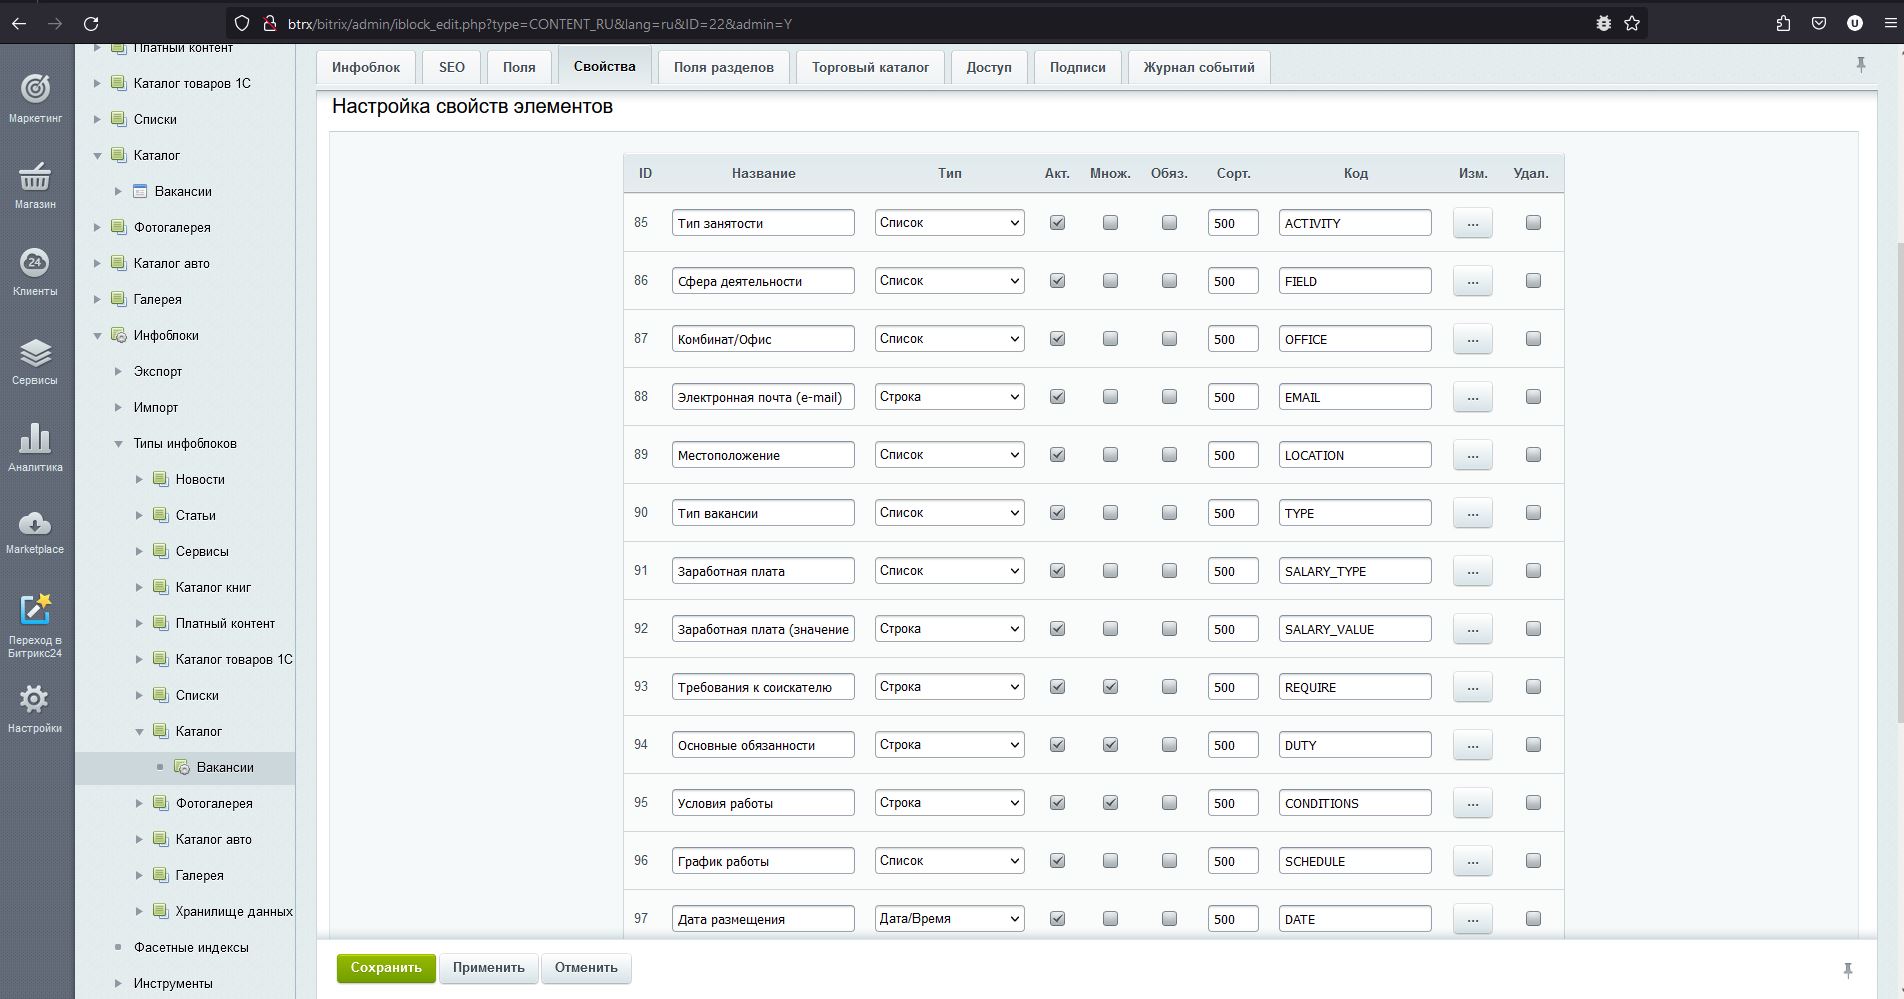 btrx/bitrix/admin/iblock_edit.php?type=CONTENT_RU&lang=ru&ID=22&admin=Y
Маркетинг
Магазин
24
Клиенты
Сервисы
Аналитика
Marketplace
Переход в
Битрикс24
Настройки
Платный контент
Каталог товаров 1С
Списки
Каталог
Вакансии
Фотогалерея
Каталог авто
Галерея
Инфоблоки
Экспорт
Импорт
Типы инфоблоков
Новости
Статьи
Сервисы
Каталог книг
Платный контент
Каталог товаров 1С
Списки
Каталог
Вакансии
Фотогалерея
Каталог авто
Галерея
Хранилище данных
Фасетные индексы
Инструменты
Инфоблок SEO Поля Свойства Поля разделов Торговый каталог Доступ Подписи Журнал событий
Настройка свойств элементов
ID Название Тип Акт. Множ. Обяз. Сорт. Код Изм. Удал.
85 Тип занятости Список 500 ACTIVITY ...
86 Сфера деятельности Список 500 FIELD ...
87 Комбинат/Офис Список 500 OFFICE ...
88 Электронная почта (e-mail) Строка 500 EMAIL ...
89 Местоположение Список 500 LOCATION ...
90 Тип вакансии Список 500 TYPE ...
91 Заработная плата Список 500 SALARY_TYPE ...
92 Заработная плата (значение Строка 500 SALARY_VALUE ...
93 Требования к соискателю Строка 500 REQUIRE ...
94 Основные обязанности Строка 500 DUTY ...
95 Условия работы Строка 500 CONDITIONS ...
96 График работы Список 500 SCHEDULE ...
97 Дата размещения Дата/Время 500 DATE ...
Сохранить Применить Отменить